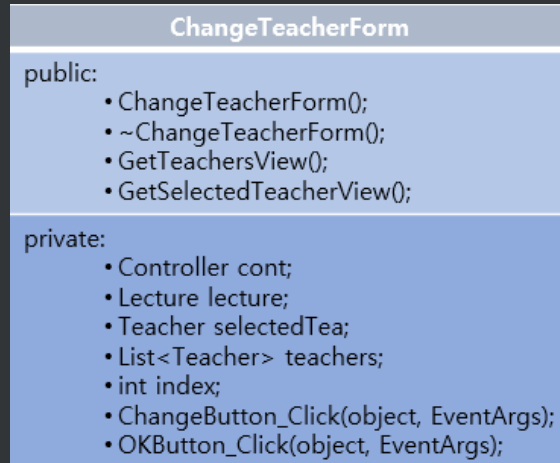 ChangeTeacherForm
public:
• ChangeTeacherForm();
• ~ChangeTeacherForm();
• GetTeachersView();
• GetSelectedTeacherView();
private:
• Controller cont;
• Lecture lecture;
• Teacher selectedTea;
• List<Teacher> teachers;
• int index;
• ChangeButton_Click(object, EventArgs);
• OKButton_Click(object, EventArgs);